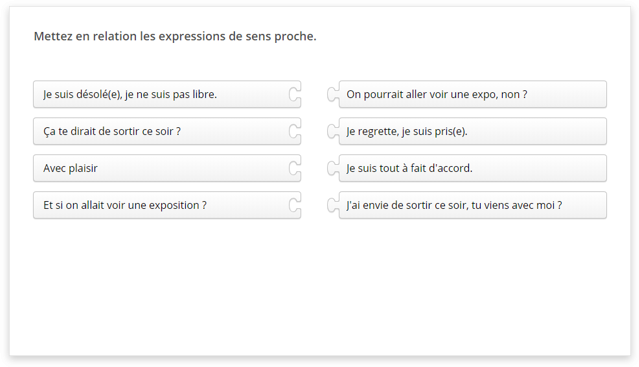 Mettez en relation les expressions de sens proche.
Je suis désolé(e), je ne suis pas libre.
On pourrait aller voir une expo, non ?
Ça te dirait de sortir ce soir ?
Je regrette, je suis pris(e).
Avec plaisir
Je suis tout à fait d'accord.
Et si on allait voir une exposition ?
J'ai envie de sortir ce soir, tu viens avec moi ?